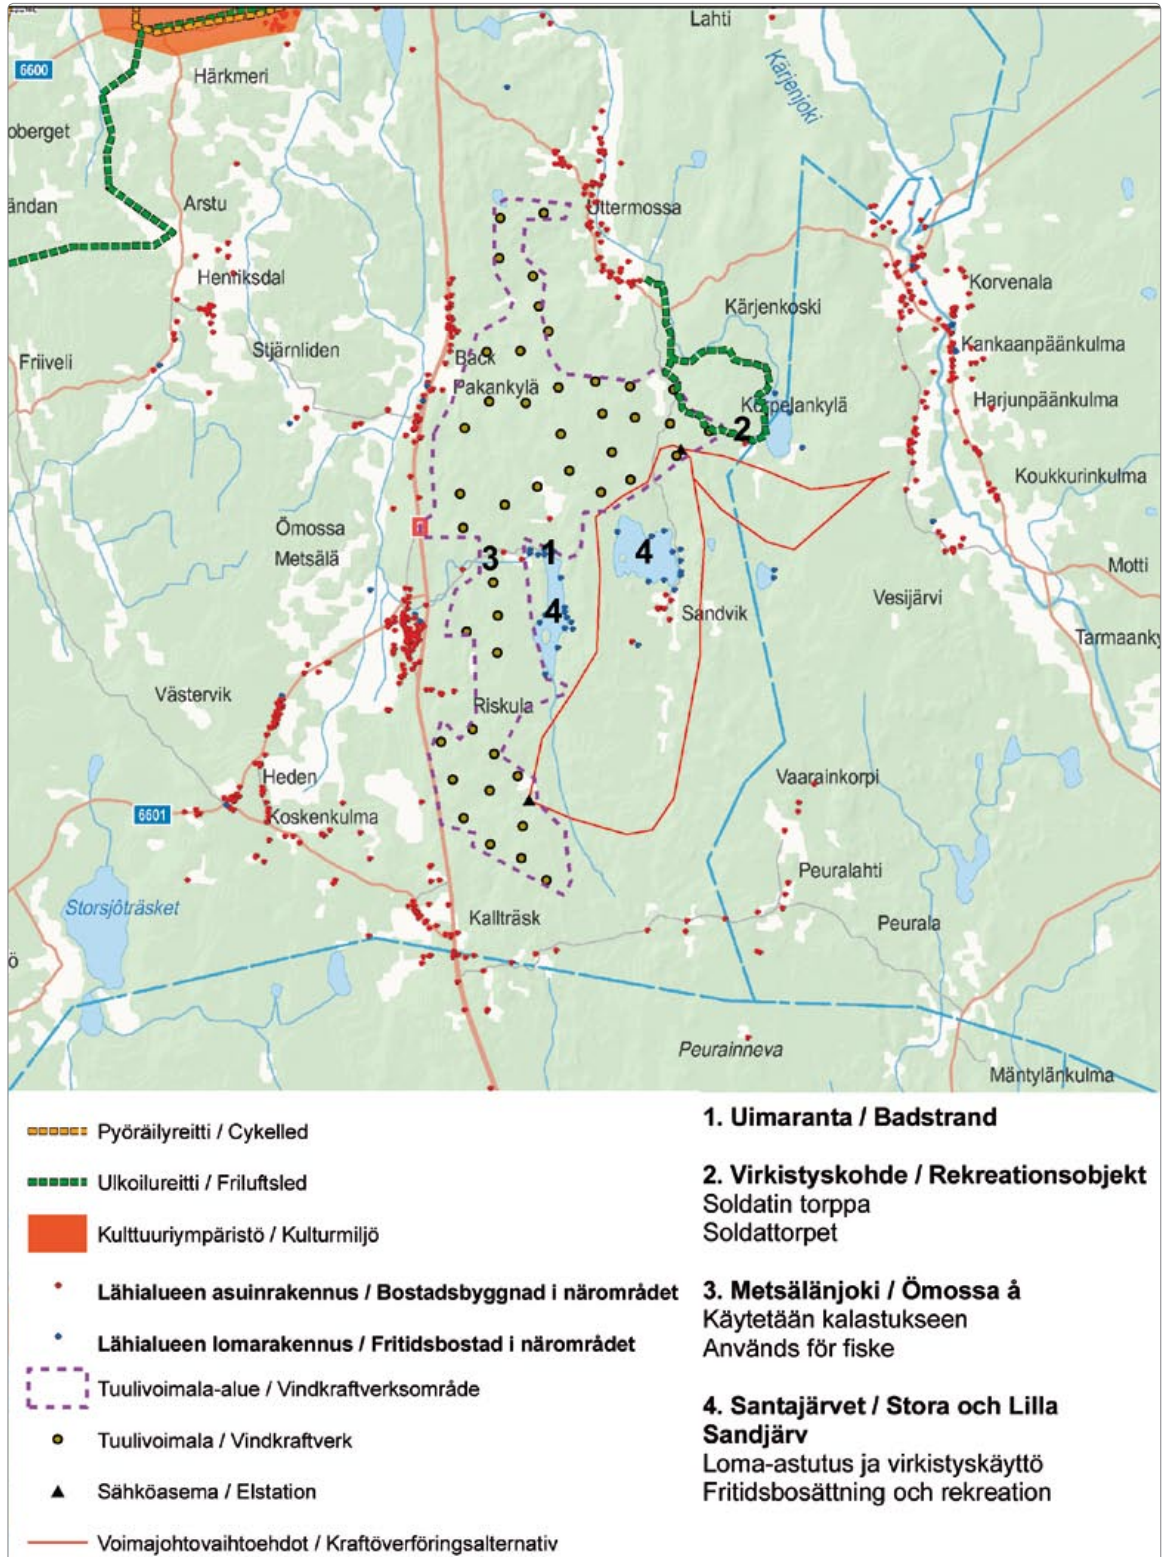 Lahti
6600
Härkmeri
Kärjenjoki
oberget
ändan
Arstu
Uttermossa
Henriksdal
Korvenala
Kärjenkoski
Stjärnliden
Kankaanpäänkulma
Friiveli
Back
Pakankylä
Harjunpäänkulma
Korpelankylä
2
Koukkurinkulma
Ömossa
Metsälä
3
1
4
Motti
Vesijärvi
4
Sandvik
Tarmaanky
Västervik
Riskula
Heden
Vaarainkorpi
6601
Koskenkulma
Peuralahti
Storsjöträsket
Kallträsk
Peurala
ö
Peurainneva
Mäntylänkulma
Pyöräilyreitti / Cykelled
Ulkoilureitti / Friluftsled
Kulttuuriympäristö / Kulturmiljö
Lähialueen asuinrakennus / Bostadsbyggnad i närområdet
Lähialueen lomarakennus / Fritidsbostad i närområdet
Tuulivoimala-alue / Vindkraftverksområde
Tuulivoimala / Vindkraftverk
Sähköasema / Elstation
Voimajohtovaihtoehdot / Kraftöverföringsalternativ
1. Uimaranta / Badstrand
2. Virkistyskohde / Rekreationsobjekt
Soldatin torppa
Soldattorpet
3. Metsälänjoki / Ömossa å
Käytetään kalastukseen
Används för fiske
4. Santajärvet / Stora och Lilla
Sandjärv
Loma-astutus ja virkistyskäyttö
Fritidsbosättning och rekreation